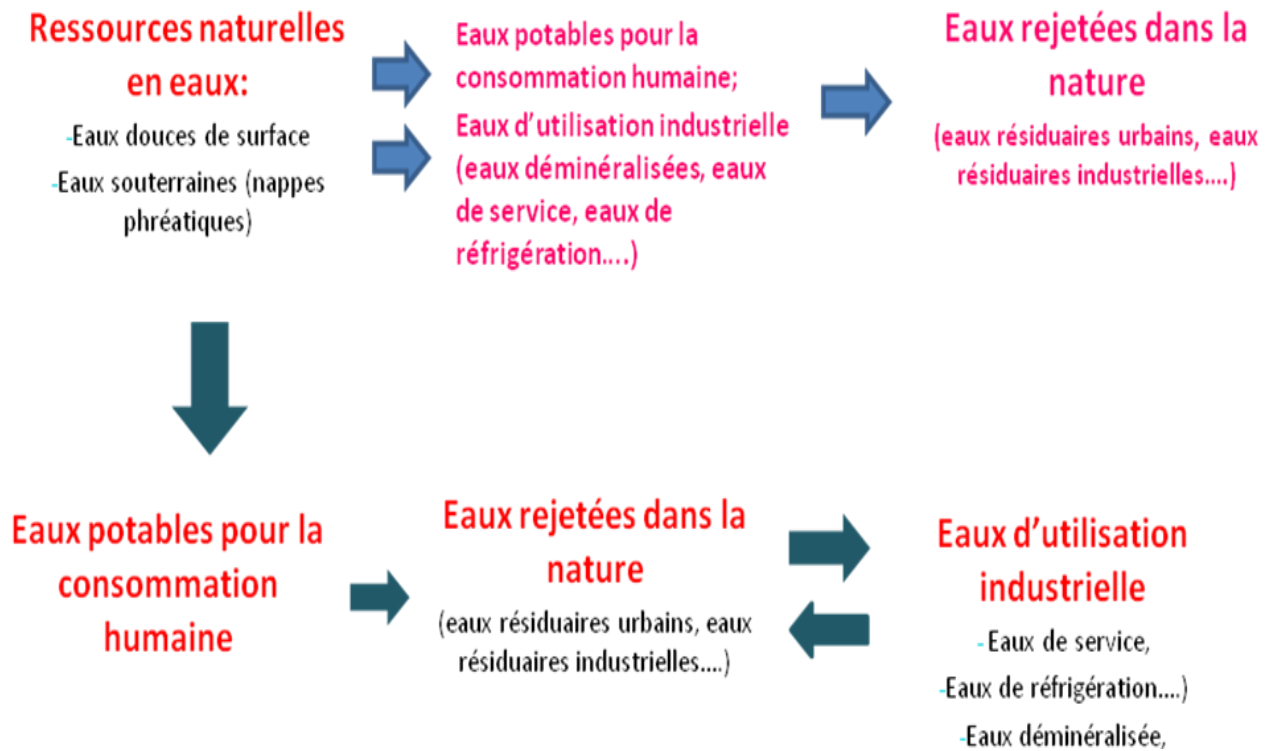 Ressources naturelles
en eaux:
-Eaux douces de surface
-Eaux souterraines (nappes
phréatiques)
Eaux potables pour la
consommation humaine;
Eaux d’utilisation industrielle
(eaux déminéralisées, eaux
de service, eaux de
réfrigération....)
Eaux rejetées dans la
nature
(eaux résiduaires urbains, eaux
résiduaires industrielles....)
Eaux potables pour la
consommation
humaine
Eaux rejetées dans la
nature
(eaux résiduaires urbains, eaux
résiduaires industrielles....)
Eaux d’utilisation
industrielle
- Eaux de service,
-Eaux de réfrigération....)
-Eaux déminéralisée,